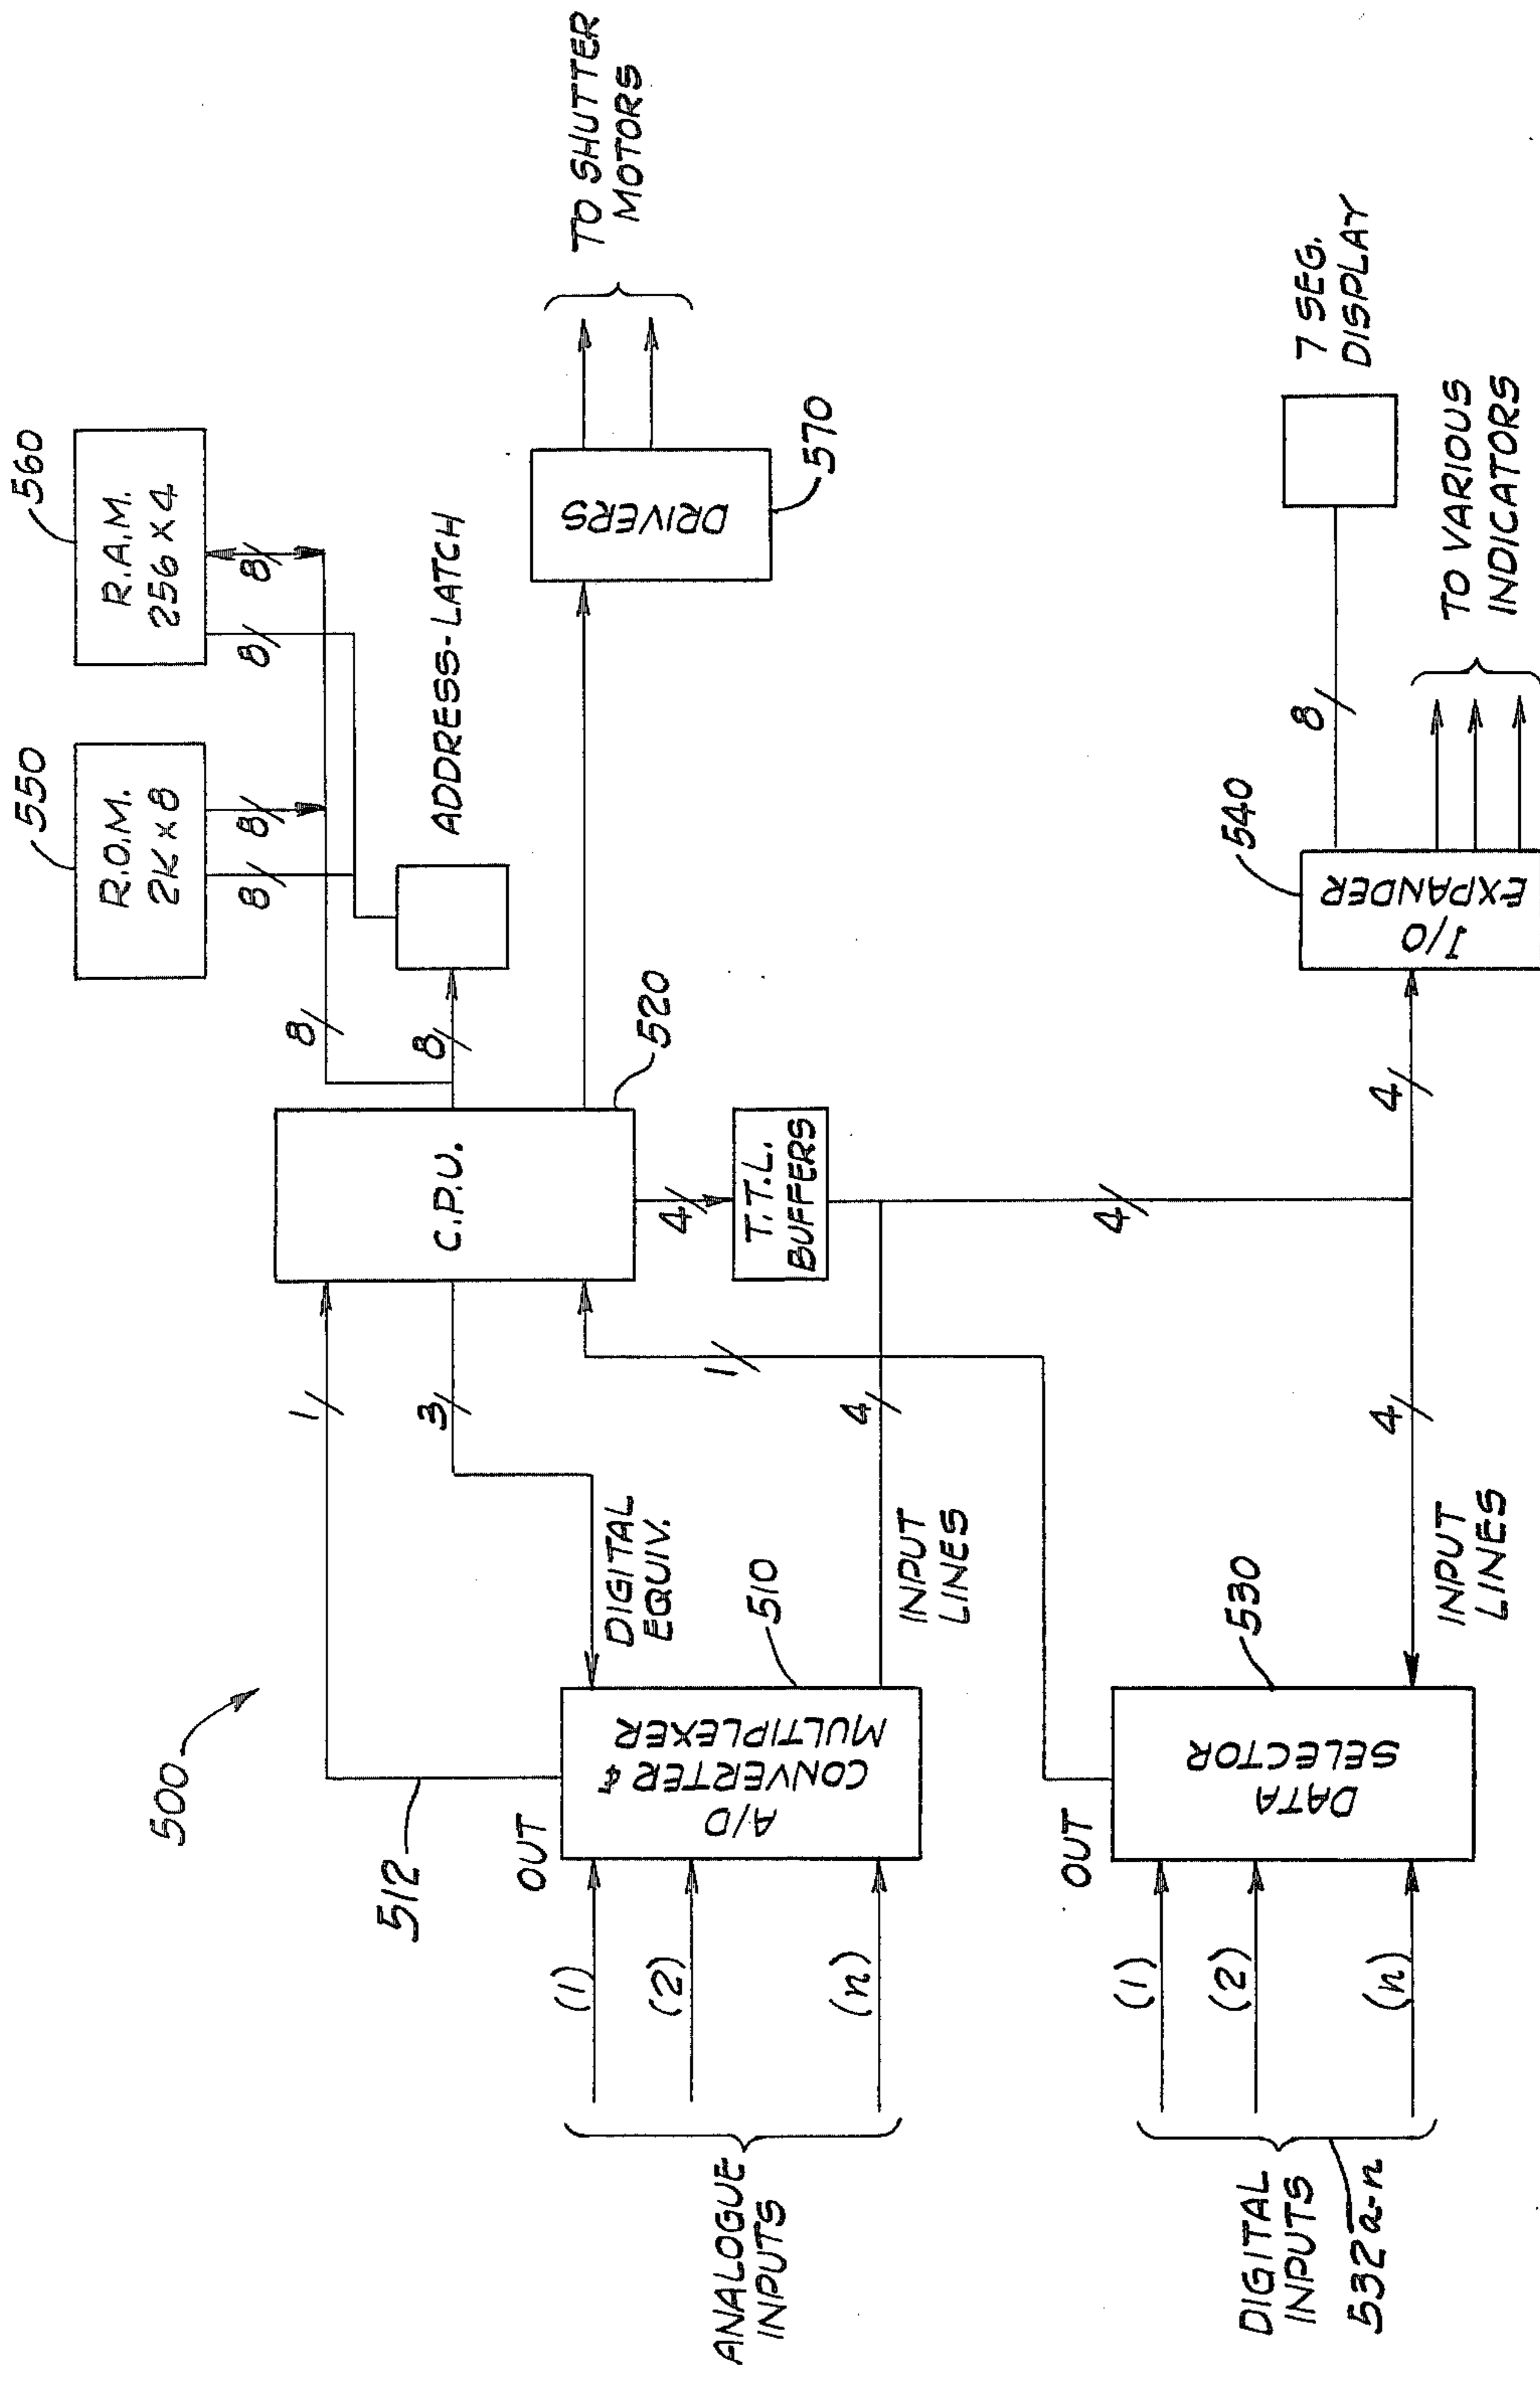 500
512
OUT
A/D
CONVERTER &
MULTIPLEXER
510
ANALOGUE
INPUTS
(1)
(2)
(n)
DIGITAL
EQUIV.
INPUT
LINES
1
3
4
1
C.P.U.
520
4
T.T.L.
BUFFERS
4
8
8
R.O.M.
2K x 8
550
8
8
R.A.M.
256 x 4
560
8
8
ADDRESS-LATCH
DRIVERS
570
TO SHUTTER
MOTORS
OUT
DATA
SELECTOR
530
DIGITAL
INPUTS
532a-n
(1)
(2)
(n)
INPUT
LINES
4
4
I/O
EXPANDER
540
8
7 SEG.
DISPLAY
TO VARIOUS
INDICATORS